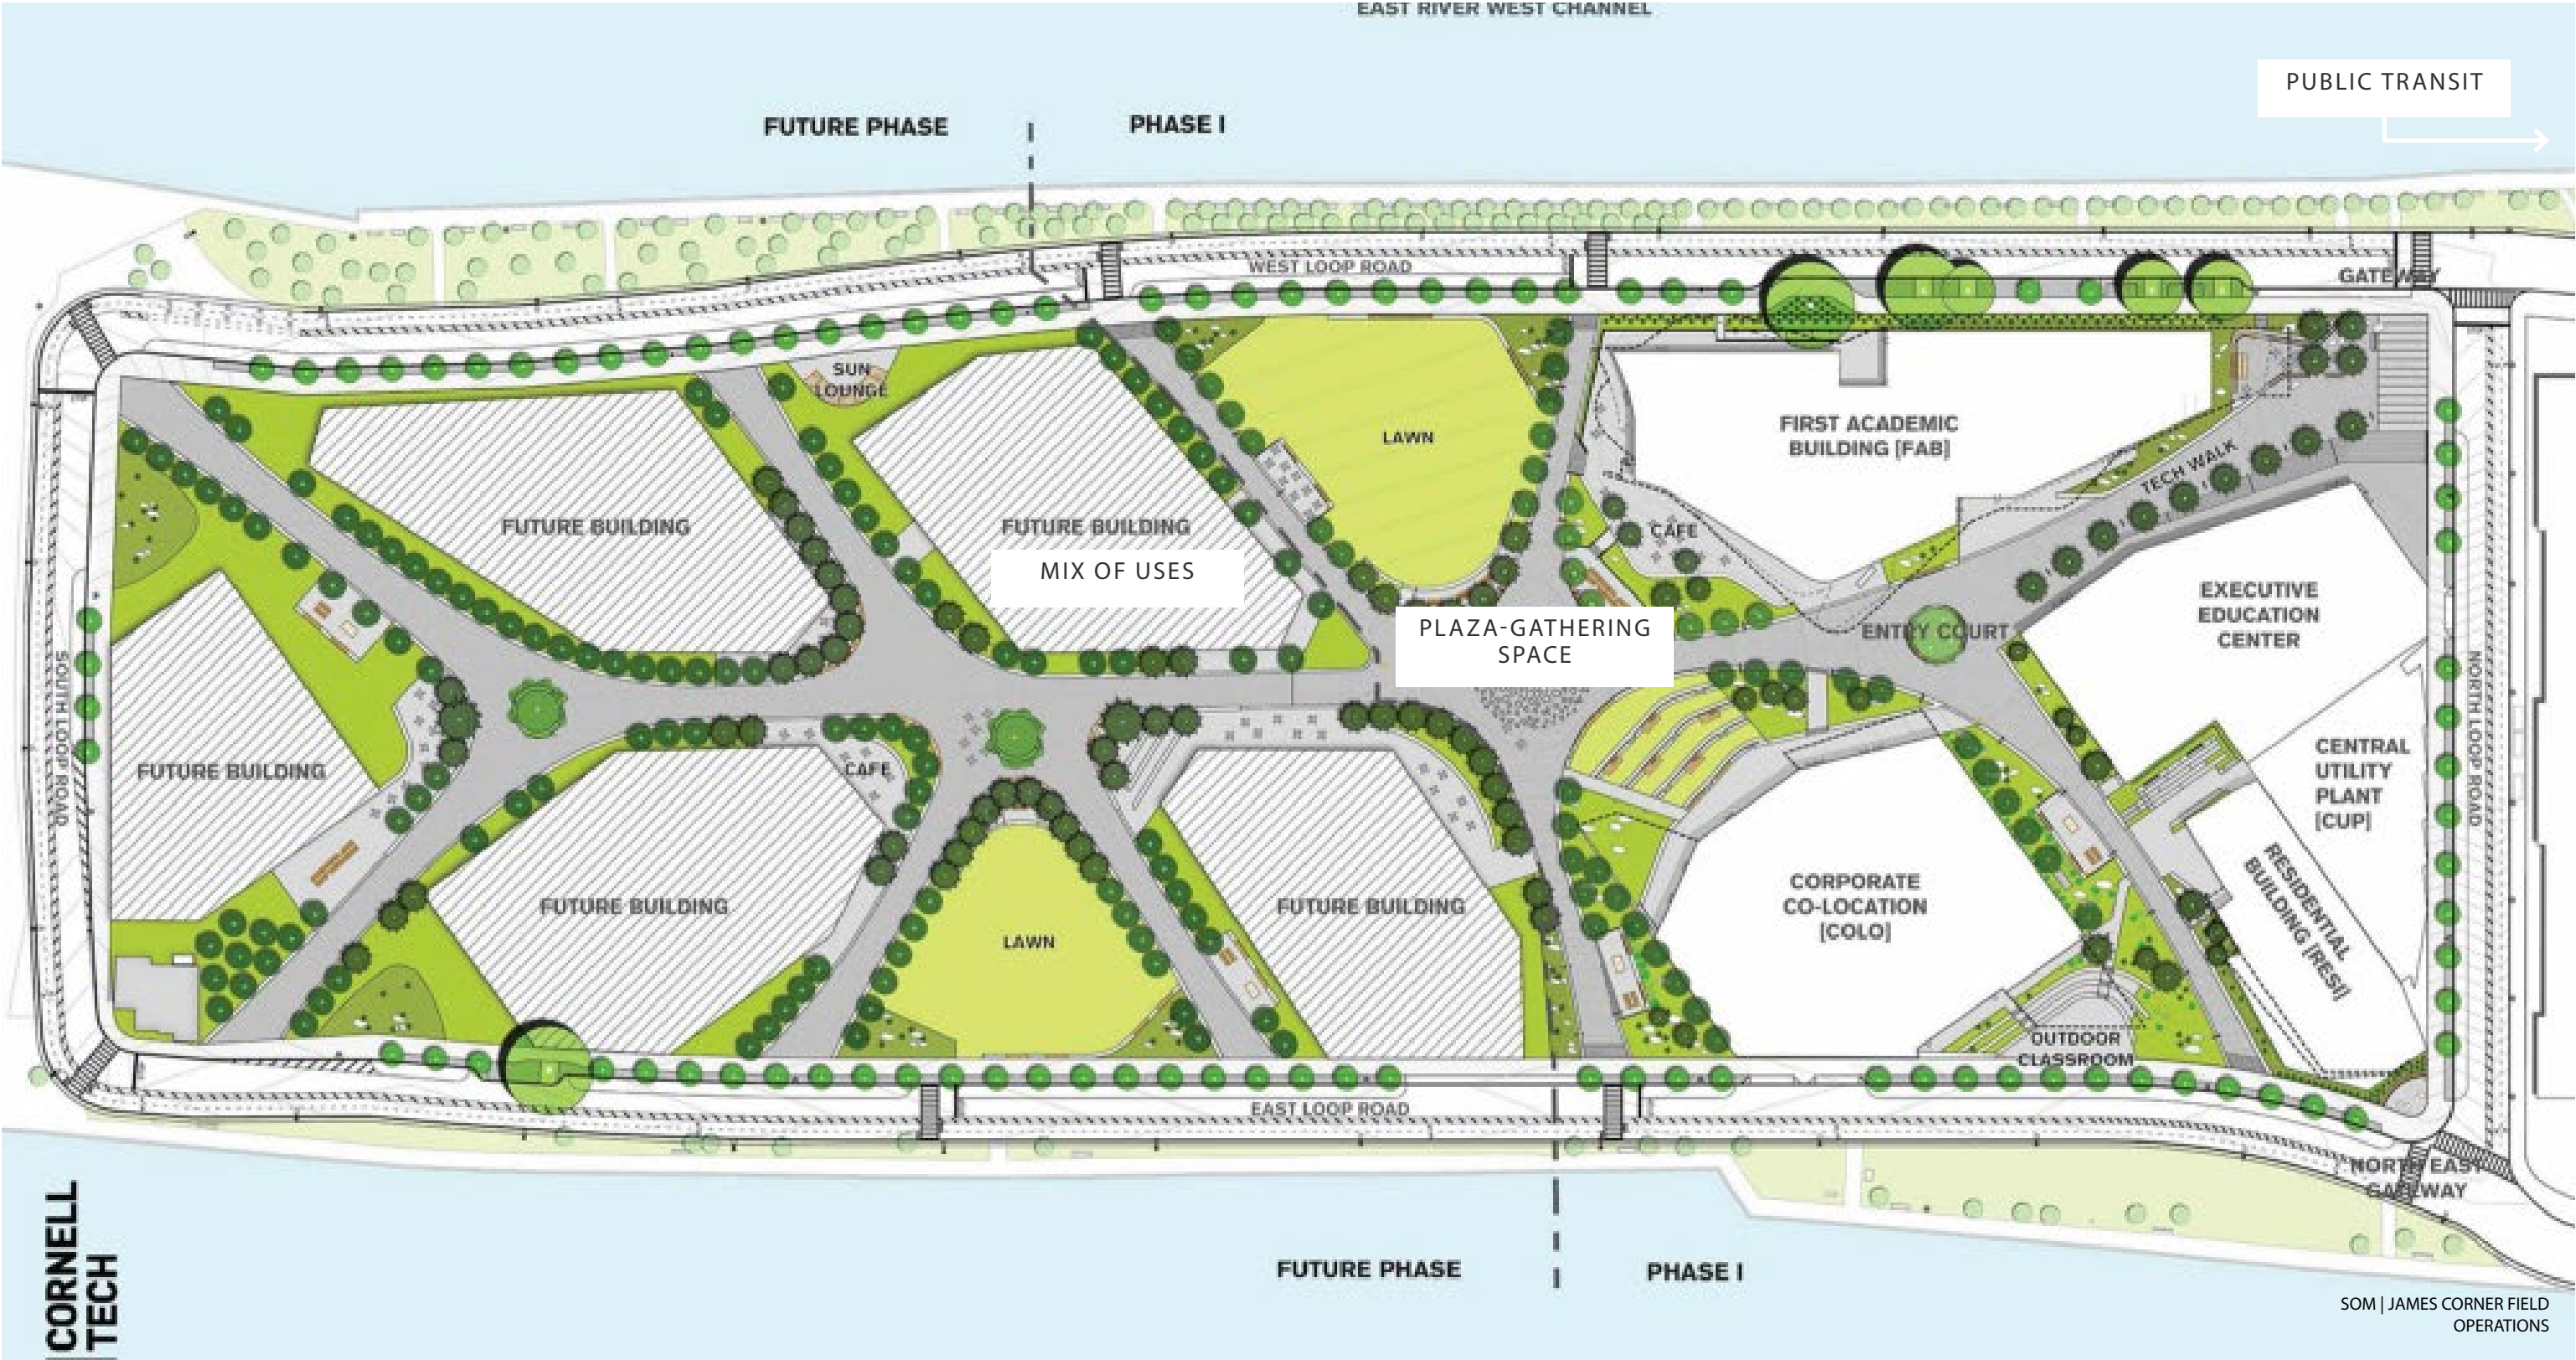 EAST RIVER WEST CHANNEL
PUBLIC TRANSIT
FUTURE PHASE
PHASE I
WEST LOOP ROAD
GATEWAY
SUN
LOUNGE
LAWN
FIRST ACADEMIC
BUILDING [FAB]
TECH WALK
FUTURE BUILDING
FUTURE BUILDING
MIX OF USES
CAFE
PLAZA-GATHERING
SPACE
ENTRY COURT
EXECUTIVE
EDUCATION
CENTER
SOUTH LOOP ROAD
NORTH LOOP ROAD
FUTURE BUILDING
CAFE
CENTRAL
UTILITY
PLANT
[CUP]
RESIDENTIAL
BUILDING [RESI]
FUTURE BUILDING
LAWN
FUTURE BUILDING
CORPORATE
CO-LOCATION
[COLO]
OUTDOOR
CLASSROOM
EAST LOOP ROAD
NORTH EAST
GATEWAY
FUTURE PHASE
PHASE I
CORNELL
TECH
SOM | JAMES CORNER FIELD
OPERATIONS